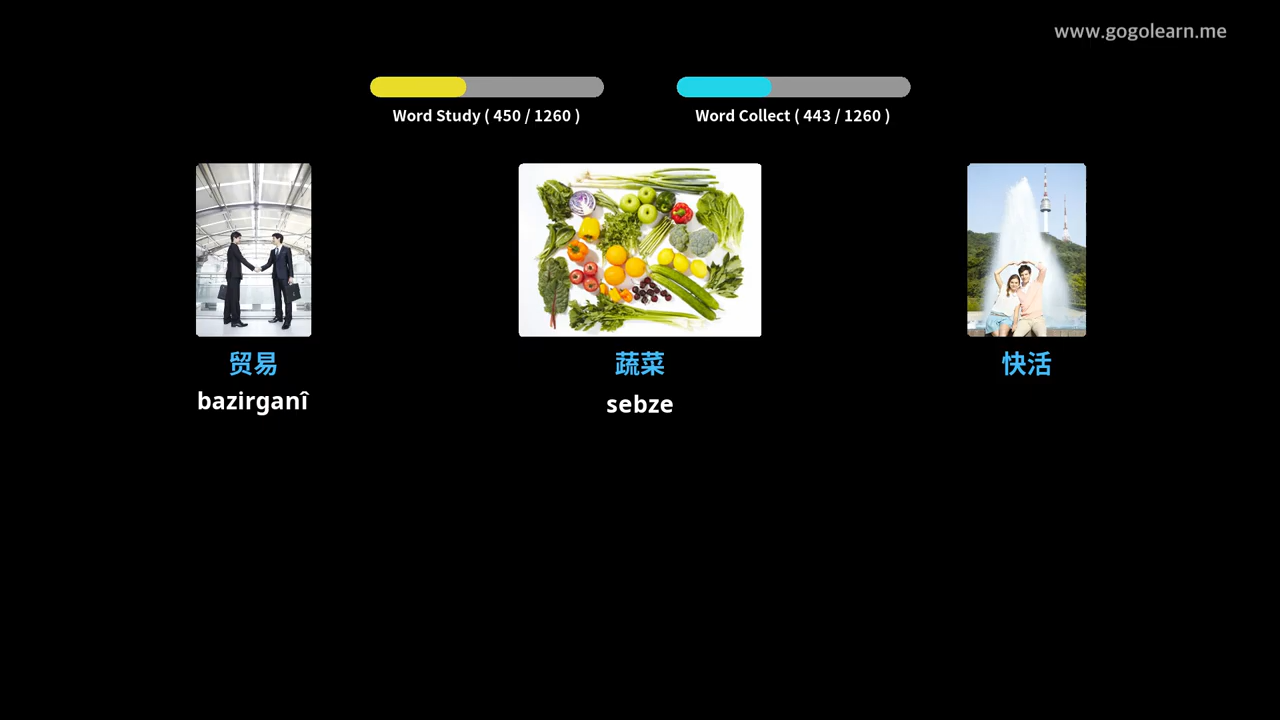 www.gogolearn.me
Word Study ( 450 / 1260 )
Word Collect ( 443 / 1260 )
贸易
蔬菜
快活
bazirganî
sebze